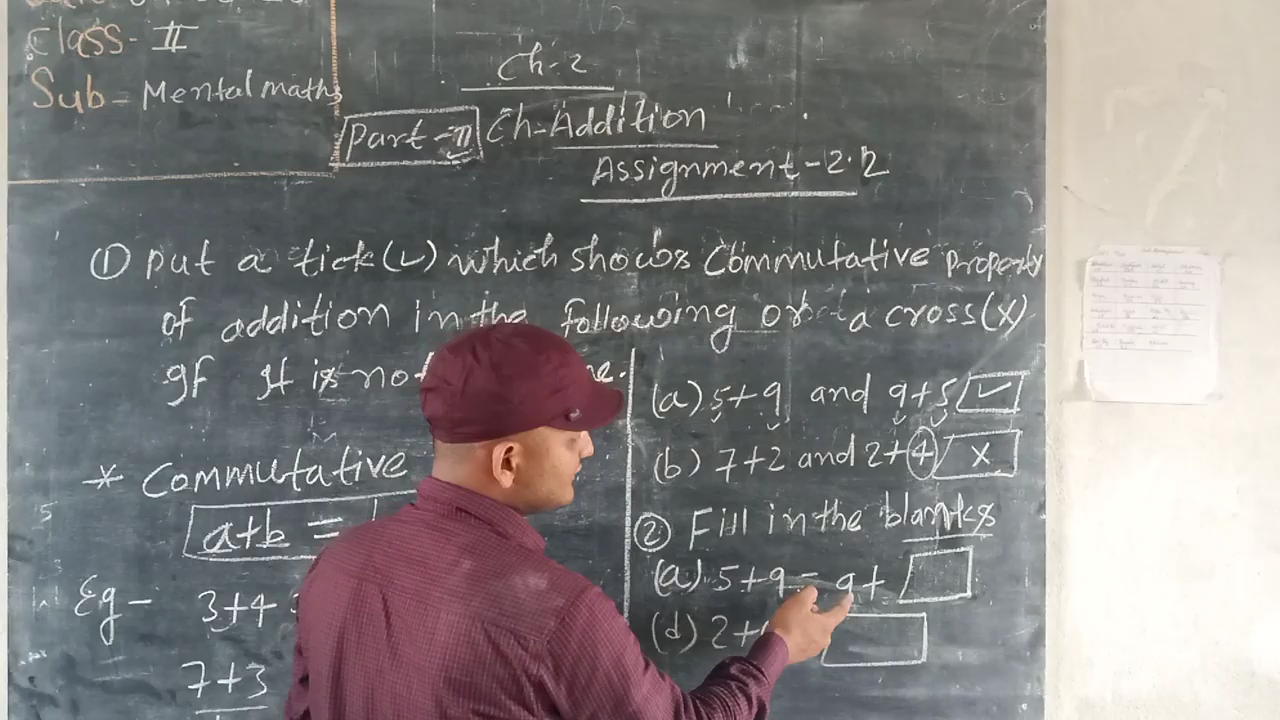 Class - II
Sub - Mental maths
Ch-2
Part - II Ch-Addition
Assignment - 2.2
① put a tick (✓) which shows Commutative property
of addition in the following or a cross (x)
If It is not
* Commutative
a+b =
Eg - 3+4
7+3
(a) 5+9 and 9+5 ✓
(b) 7+2 and 2+4 x
② Fill in the blanks
(a) 5+9 = 9+
(d) 2+